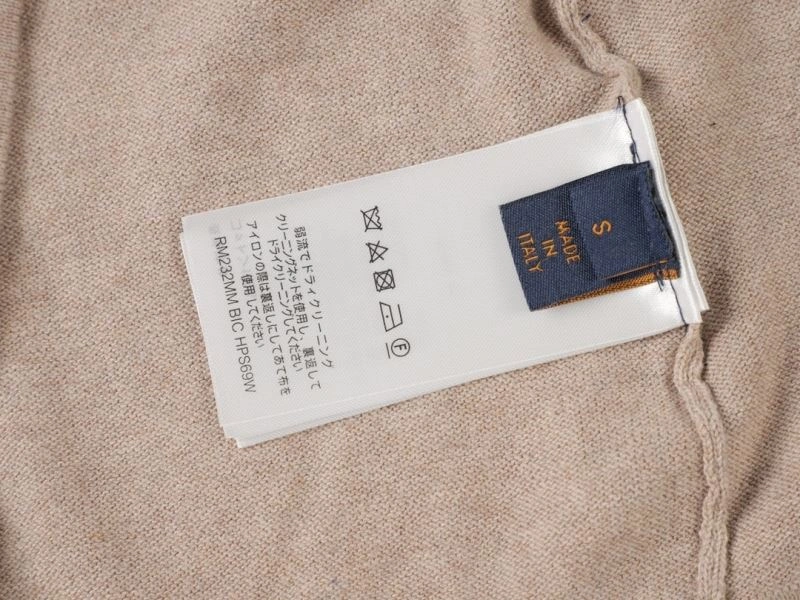 弱流でドライクリーニング
クリーニングネットを使用し、裏返して
ドライクリーニングしてください
アイロンの際は裏返しにしてあて布を
使用してください
RM232MM BIC HPS69W
F
S
MADE
IN
ITALY